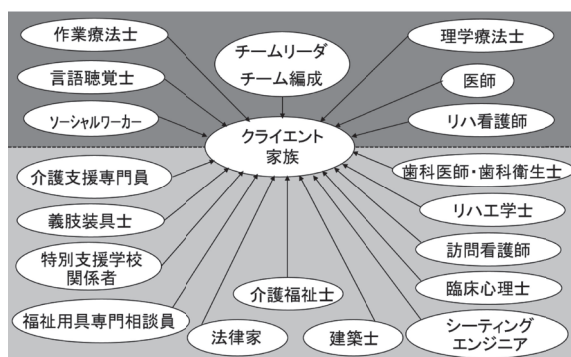 作業療法士
チームリーダ
チーム編成
理学療法士
言語聴覚士
医師
ソーシャルワーカー
リハ看護師
クライエント
家族
介護支援専門員
歯科医師・歯科衛生士
義肢装具士
リハ工学士
特別支援学校
関係者
訪問看護師
介護福祉士
臨床心理士
福祉用具専門相談員
法律家
建築士
シーティング
エンジニア